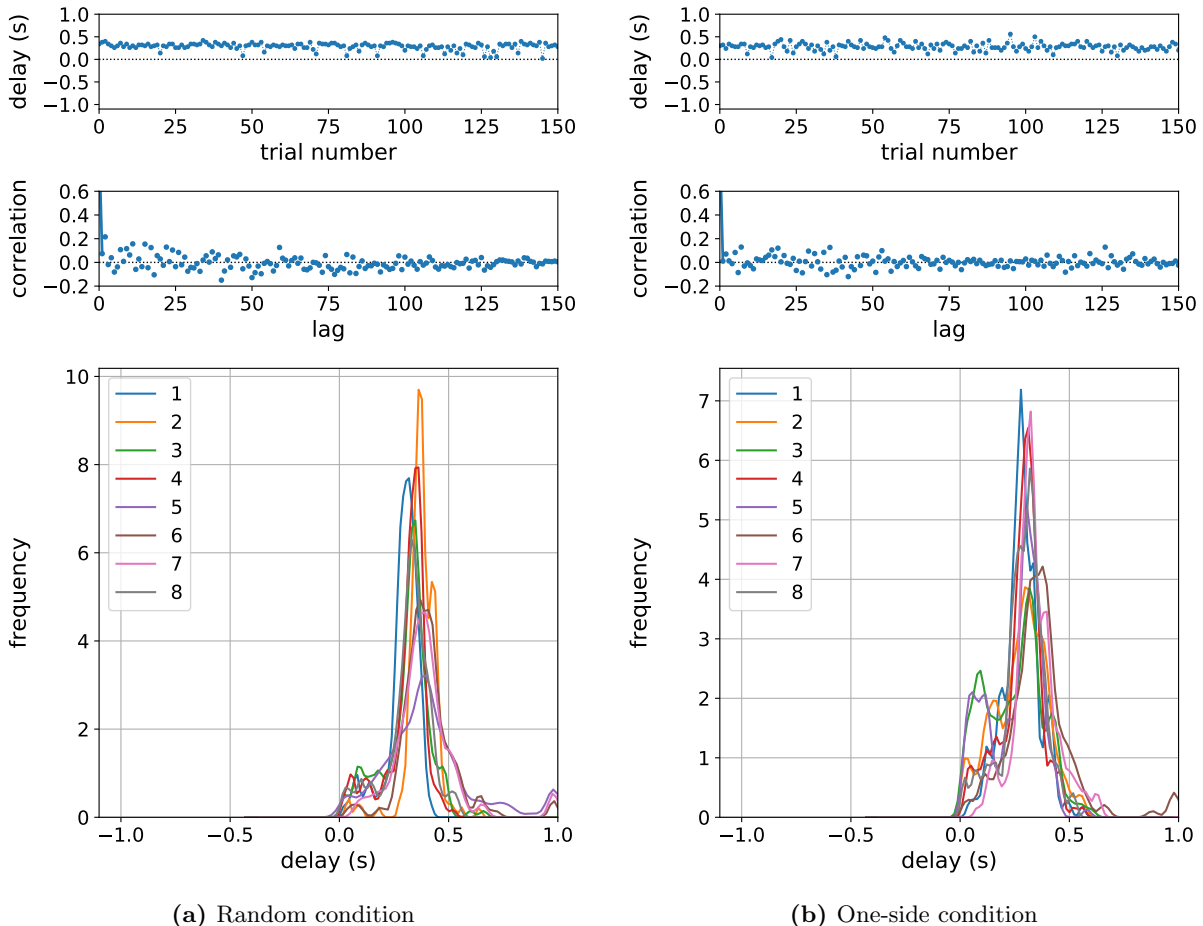 1.0
0.5
0.0
−0.5
−1.0
delay (s)
0 25 50 75 100 125 150
trial number
0.6
0.4
0.2
0.0
−0.2
correlation
0 25 50 75 100 125 150
lag
10
8
6
4
2
0
frequency
1
2
3
4
5
6
7
8
−1.0 −0.5 0.0 0.5 1.0
delay (s)
(a) Random condition
1.0
0.5
0.0
−0.5
−1.0
delay (s)
0 25 50 75 100 125 150
trial number
0.6
0.4
0.2
0.0
−0.2
correlation
0 25 50 75 100 125 150
lag
7
6
5
4
3
2
1
0
frequency
1
2
3
4
5
6
7
8
−1.0 −0.5 0.0 0.5 1.0
delay (s)
(b) One-side condition